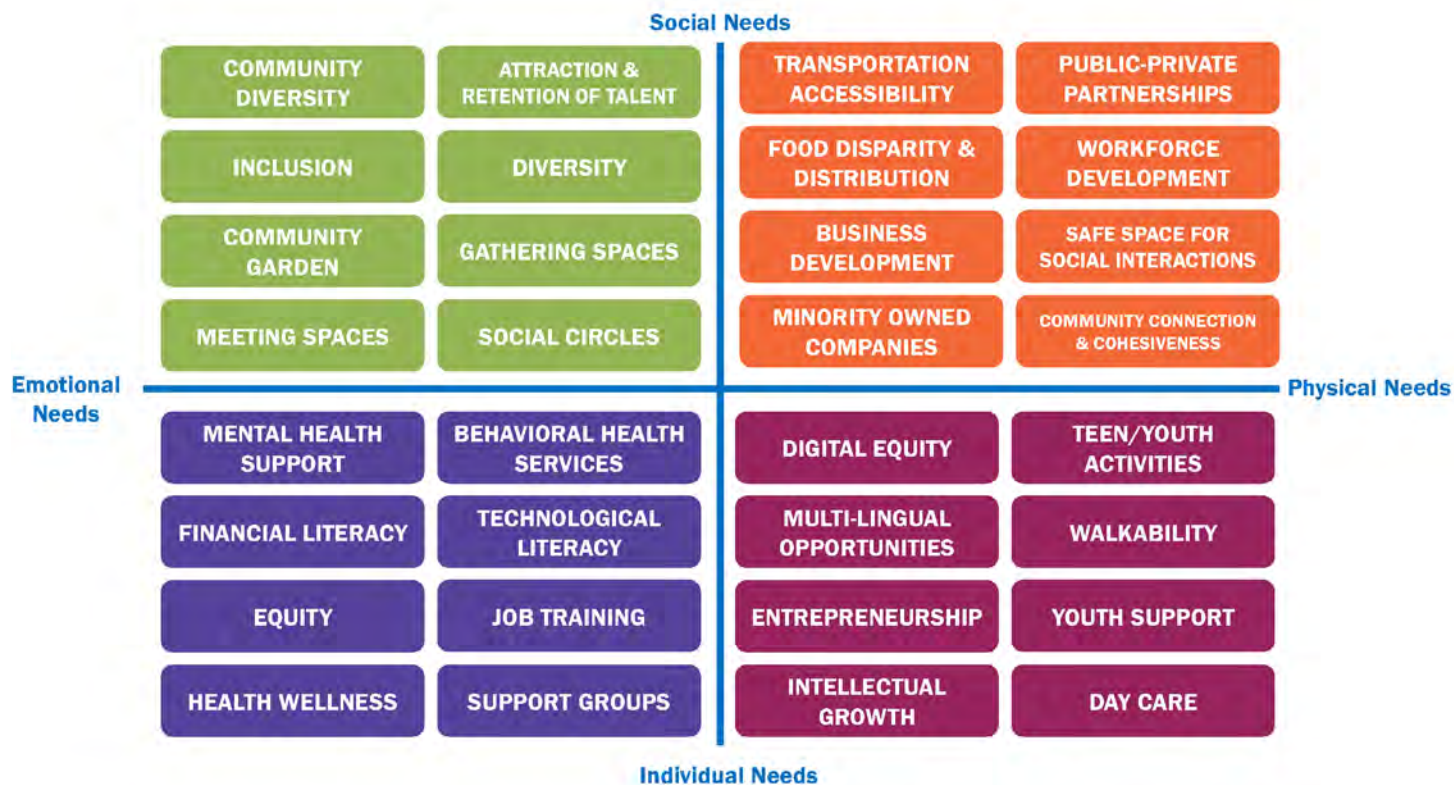 Social Needs
COMMUNITY
DIVERSITY
ATTRACTION &
RETENTION OF TALENT
INCLUSION
DIVERSITY
COMMUNITY
GARDEN
GATHERING SPACES
MEETING SPACES
SOCIAL CIRCLES
TRANSPORTATION
ACCESSIBILITY
PUBLIC-PRIVATE
PARTNERSHIPS
FOOD DISPARITY &
DISTRIBUTION
WORKFORCE
DEVELOPMENT
BUSINESS
DEVELOPMENT
SAFE SPACE FOR
SOCIAL INTERACTIONS
MINORITY OWNED
COMPANIES
COMMUNITY CONNECTION
& COHESIVENESS
Emotional
Needs
Physical Needs
MENTAL HEALTH
SUPPORT
BEHAVIORAL HEALTH
SERVICES
FINANCIAL LITERACY
TECHNOLOGICAL
LITERACY
EQUITY
JOB TRAINING
HEALTH WELLNESS
SUPPORT GROUPS
DIGITAL EQUITY
TEEN/YOUTH
ACTIVITIES
MULTI-LINGUAL
OPPORTUNITIES
WALKABILITY
ENTREPRENEURSHIP
YOUTH SUPPORT
INTELLECTUAL
GROWTH
DAY CARE
Individual Needs